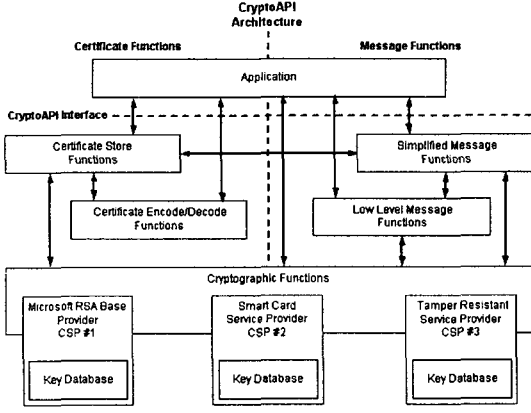 CryptoAPI
Architecture
Certificate Functions
Message Functions
Application
CryptoAPI Interface
Certificate Store
Functions
Simplified Message
Functions
Certificate Encode/Decode
Functions
Low Level Message
Functions
Cryptographic Functions
Microsoft RSA Base
Provider
CSP #1
Smart Card
Service Provider
CSP #2
Tamper Resistant
Service Provider
CSP #3
Key Database
Key Database
Key Database